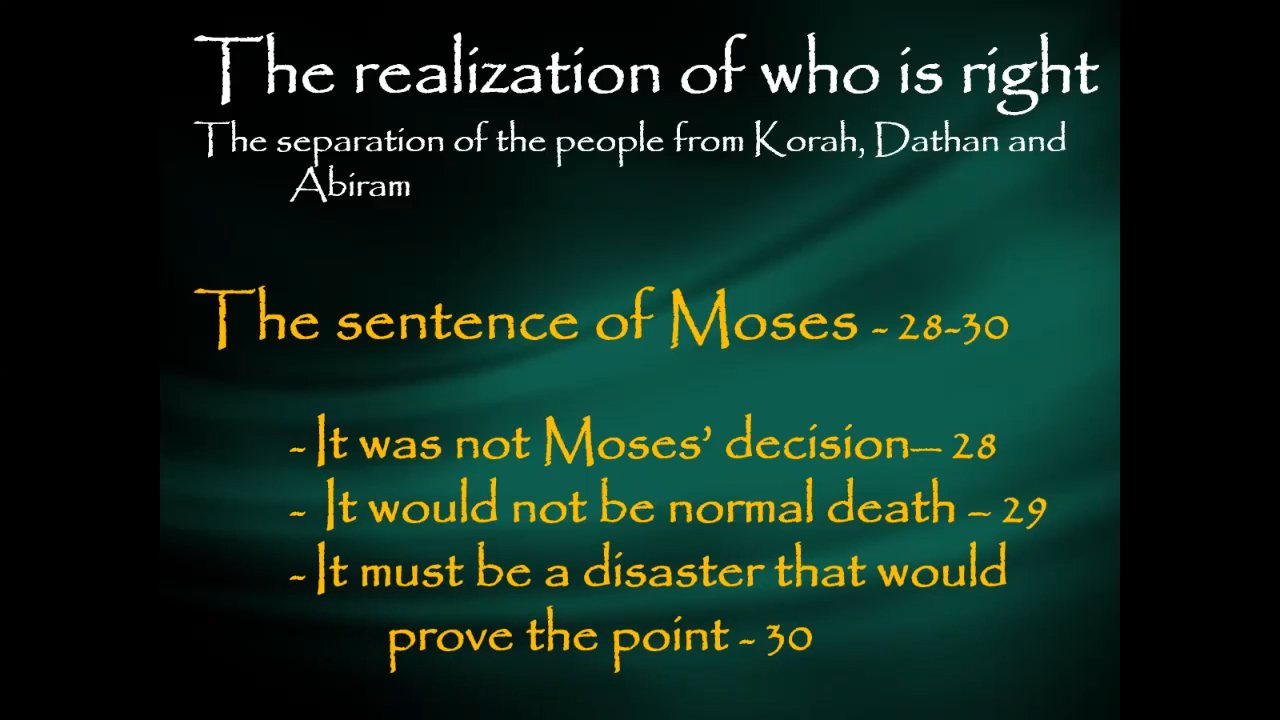 The realization of who is right
The separation of the people from Korah, Dathan and
Abiram
The sentence of Moses - 28-30
- It was not Moses’ decision– 28
- It would not be normal death – 29
- It must be a disaster that would
prove the point - 30